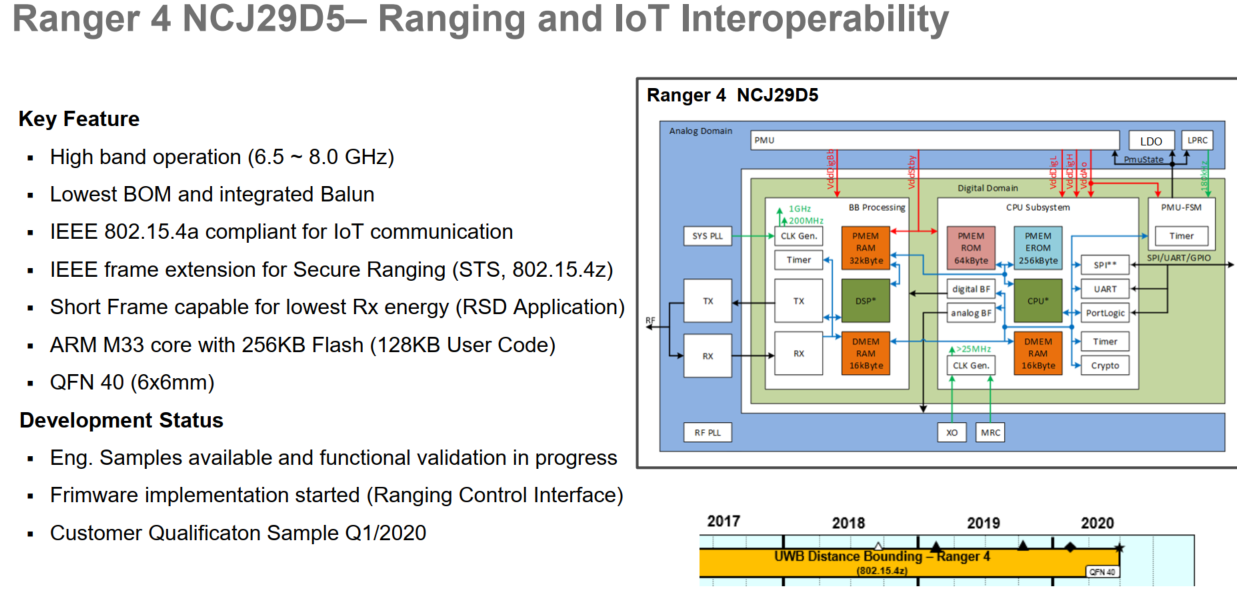 Ranger 4 NCJ29D5– Ranging and IoT Interoperability
Key Feature
▪ High band operation (6.5 ~ 8.0 GHz)
▪ Lowest BOM and integrated Balun
▪ IEEE 802.15.4a compliant for IoT communication
▪ IEEE frame extension for Secure Ranging (STS, 802.15.4z)
▪ Short Frame capable for lowest Rx energy (RSD Application)
▪ ARM M33 core with 256KB Flash (128KB User Code)
▪ QFN 40 (6x6mm)
Development Status
▪ Eng. Samples available and functional validation in progress
▪ Frimware implementation started (Ranging Control Interface)
▪ Customer Qualificaton Sample Q1/2020
Ranger 4 NCJ29D5
Analog Domain
PMU
LDO
LPRC
PmuState
VddDigBB
VddStby
VddDigL
VddDigH
VddAo
180kHz
Digital Domain
BB Processing
CPU Subsystem
PMU-FSM
Timer
1GHz
200MHz
SYS PLL
CLK Gen.
Timer
PMEM
RAM
32kByte
PMEM
ROM
64kByte
PMEM
EROM
256kByte
SPI/UART/GPIO
SPI**
UART
PortLogic
Timer
Crypto
TX
TX
DSP*
digital BF
analog BF
CPU*
RF
RX
RX
DMEM
RAM
16kByte
>25MHz
CLK Gen.
DMEM
RAM
16kByte
RF PLL
XO
MRC
2017
2018
2019
2020
UWB Distance Bounding – Ranger 4
(802.15.4z)
QFN 40